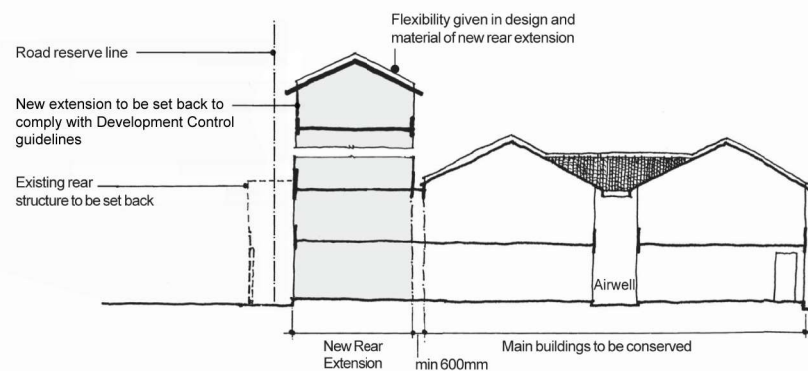 Flexibility given in design and
material of new rear extension
Road reserve line
New extension to be set back to
comply with Development Control
guidelines
Existing rear
structure to be set back
Airwell
New Rear
Extension
min 600mm
Main buildings to be conserved